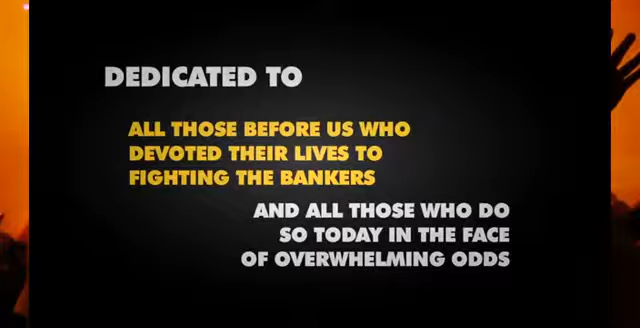 DEDICATED TO
ALL THOSE BEFORE US WHO
DEVOTED THEIR LIVES TO
FIGHTING THE BANKERS
AND ALL THOSE WHO DO
SO TODAY IN THE FACE
OF OVERWHELMING ODDS